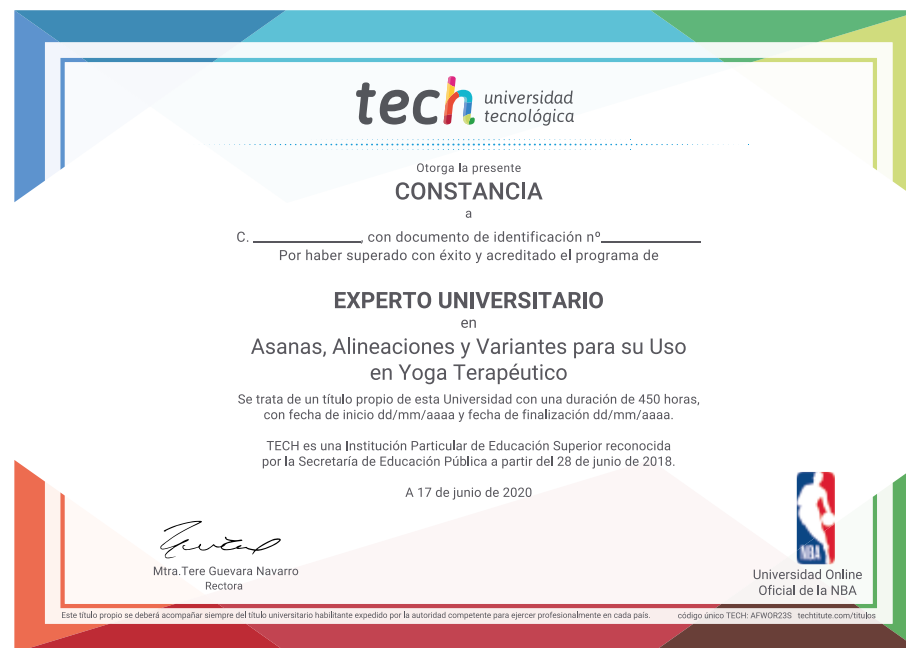 tech universidad
tecnológica
Otorga la presente
CONSTANCIA
a
C. ____________, con documento de identificación nº____________
Por haber superado con éxito y acreditado el programa de
EXPERTO UNIVERSITARIO
en
Asanas, Alineaciones y Variantes para su Uso
en Yoga Terapéutico
Se trata de un título propio de esta Universidad con una duración de 450 horas,
con fecha de inicio dd/mm/aaaa y fecha de finalización dd/mm/aaaa.
TECH es una Institución Particular de Educación Superior reconocida
por la Secretaría de Educación Pública a partir del 28 de junio de 2018.
A 17 de junio de 2020
Mtra.Tere Guevara Navarro
Rectora
NBA
Universidad Online
Oficial de la NBA
Este título propio se deberá acompañar siempre del título universitario habilitante expedido por la autoridad competente para ejercer profesionalmente en cada país.
código único TECH: AFWOR23S techtitute.com/titulos